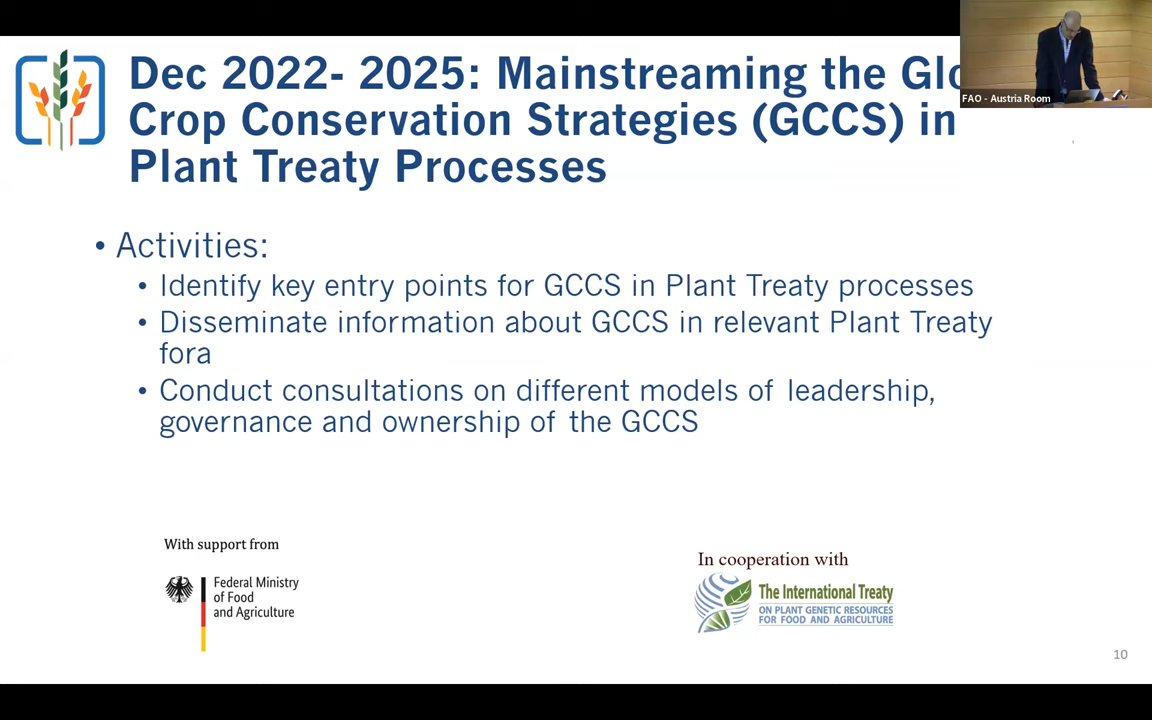 Dec 2022- 2025: Mainstreaming the Glo
Crop Conservation Strategies (GCCS) in
Plant Treaty Processes
FAO - Austria Room
• Activities:
• Identify key entry points for GCCS in Plant Treaty processes
• Disseminate information about GCCS in relevant Plant Treaty
fora
• Conduct consultations on different models of leadership,
governance and ownership of the GCCS
With support from
Federal Ministry
of Food
and Agriculture
In cooperation with
The International Treaty
ON PLANT GENETIC RESOURCES
FOR FOOD AND AGRICULTURE
10